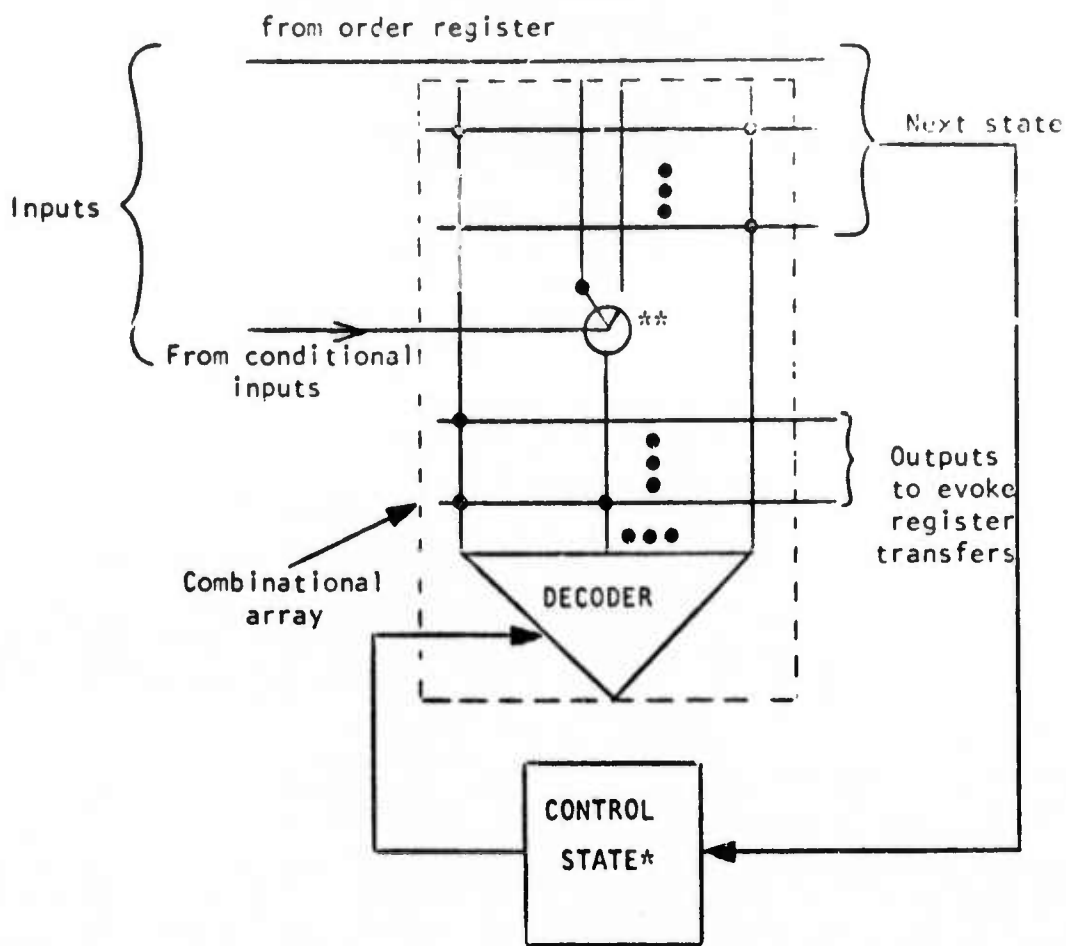 from order register
Next state
Inputs
**
From conditional
inputs
Outputs
to evoke
register
transfers
Combinational
array
DECODER
CONTROL
STATE*